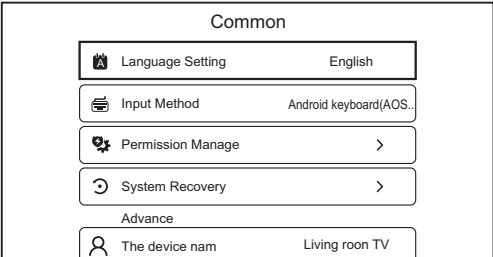 Common
Language Setting English
Input Method Android keyboard(AOS..
Permission Manage
System Recovery
Advance
The device nam Living roon TV